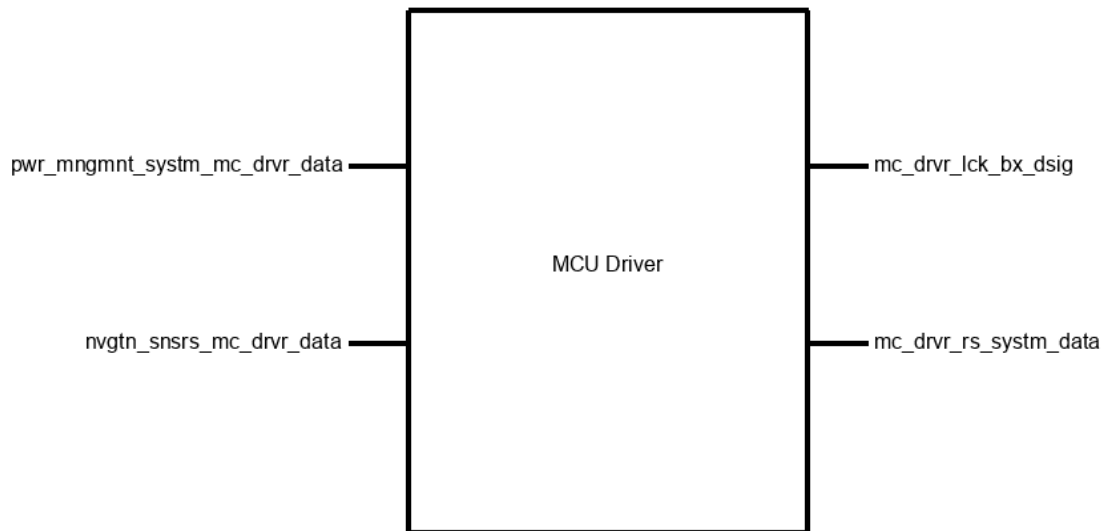 pwr_mngmnt_systm_mc_drvr_data
mc_drvr_lck_bx_dsig
MCU Driver
nvgtn_snsrs_mc_drvr_data
mc_drvr_rs_systm_data